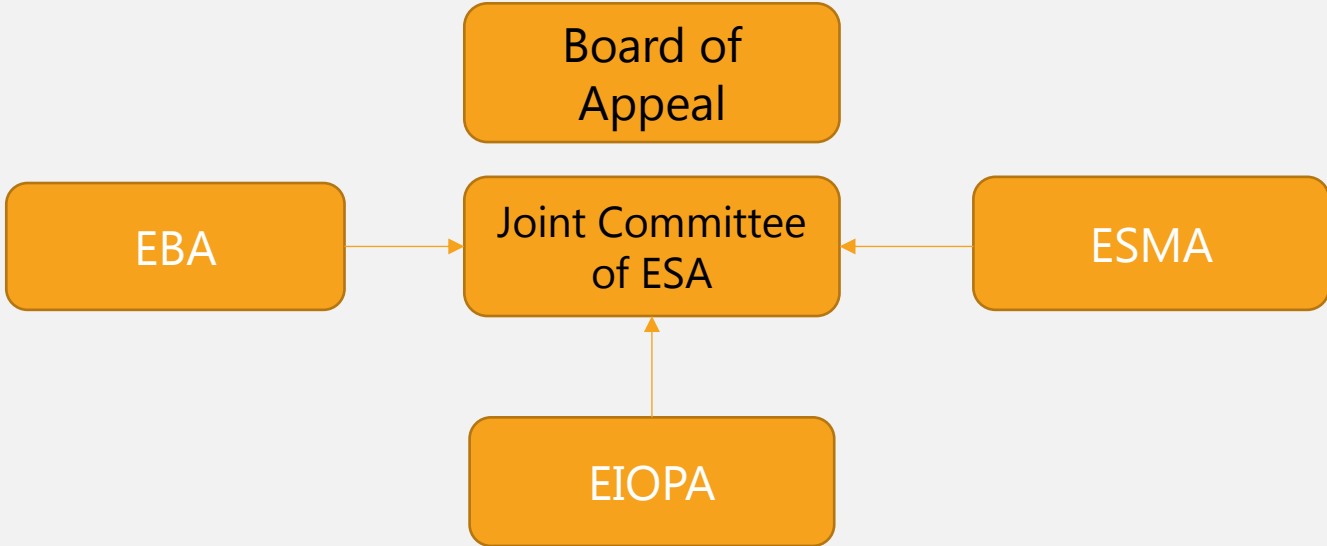 Board of
Appeal
EBA
Joint Committee
of ESA
ESMA
EIOPA